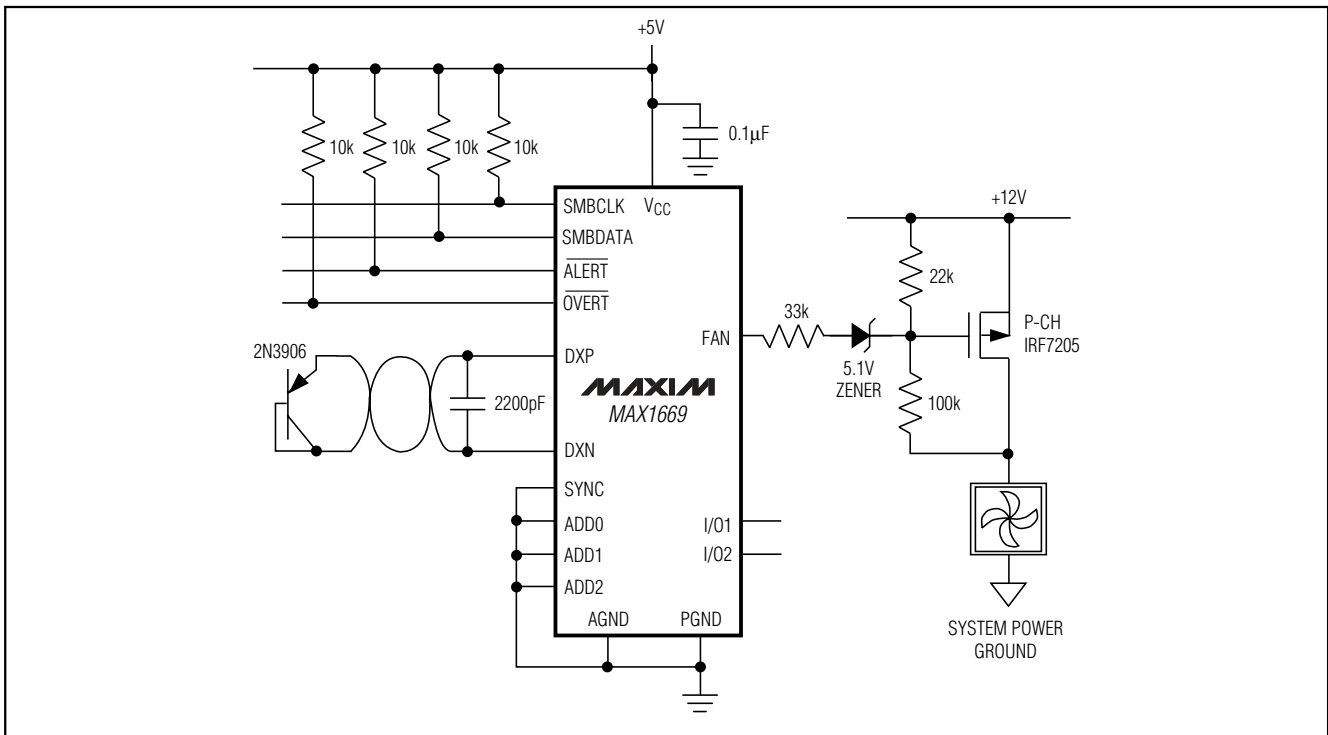 +5V
10k
10k
10k
10k
0.1μF
SMBCLK
VCC
SMBDATA
ALERT
OVERT
+12V
22k
33k
FAN
P-CH
IRF7205
5.1V
ZENER
100k
2N3906
DXP
2200pF
MAXIM
MAX1669
DXN
SYNC
ADD0
ADD1
ADD2
I/O1
I/O2
AGND
PGND
SYSTEM POWER
GROUND